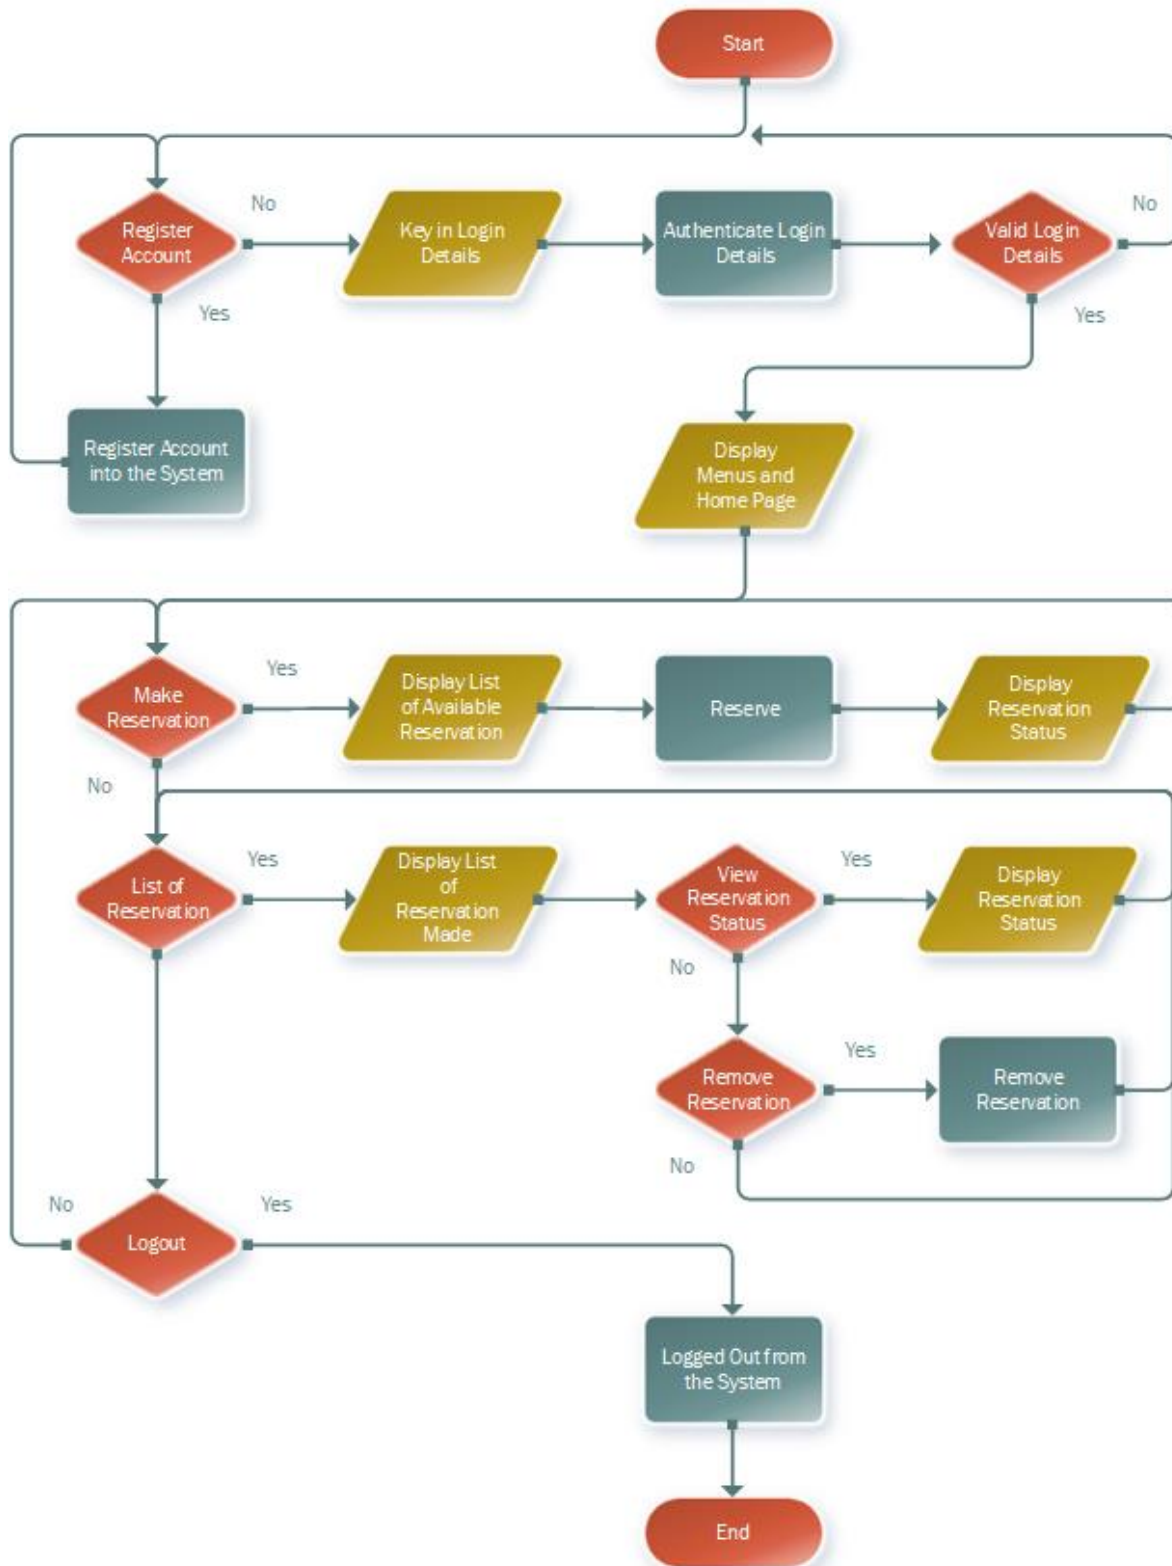 Start
No
No
Register
Account
Key in Login
Details
Authenticate Login
Details
Valid Login
Details
Yes
Yes
Register Account
into the System
Display
Menus and
Home Page
Yes
Make
Reservation
Display List
of Available
Reservation
Reserve
Display
Reservation
Status
No
Yes
Yes
List of
Reservation
Display List
of
Reservation
Made
View
Reservation
Status
Display
Reservation
Status
No
Yes
Remove
Reservation
Remove
Reservation
No
No
Yes
Logout
Logged Out from
the System
End